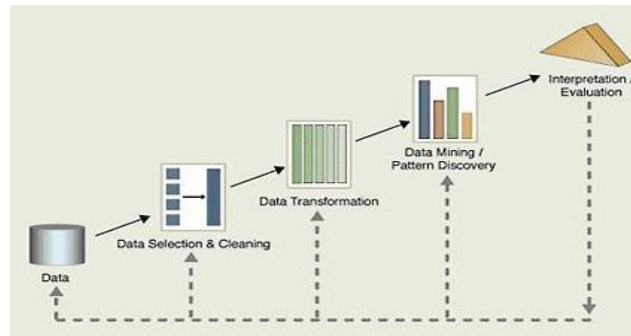 Interpretation /
Evaluation
Data Mining /
Pattern Discovery
Data Transformation
Data Selection & Cleaning
Data